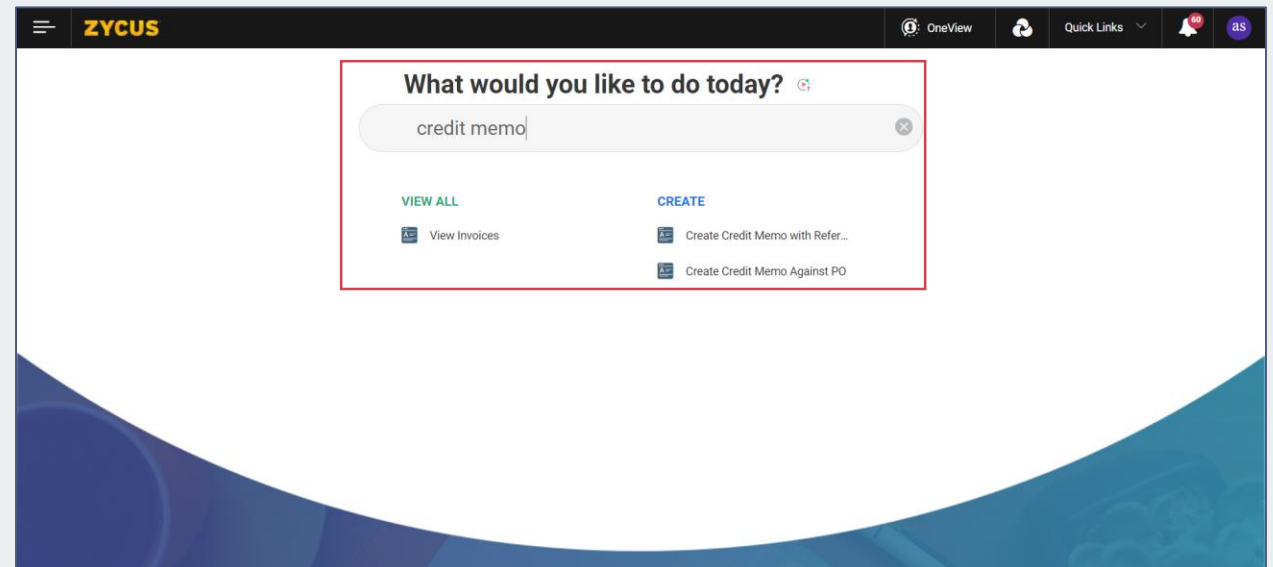 ZYCUS
OneView
Quick Links
60
as
What would you like to do today?
credit memo
VIEW ALL
CREATE
View Invoices
Create Credit Memo with Refer...
Create Credit Memo Against PO